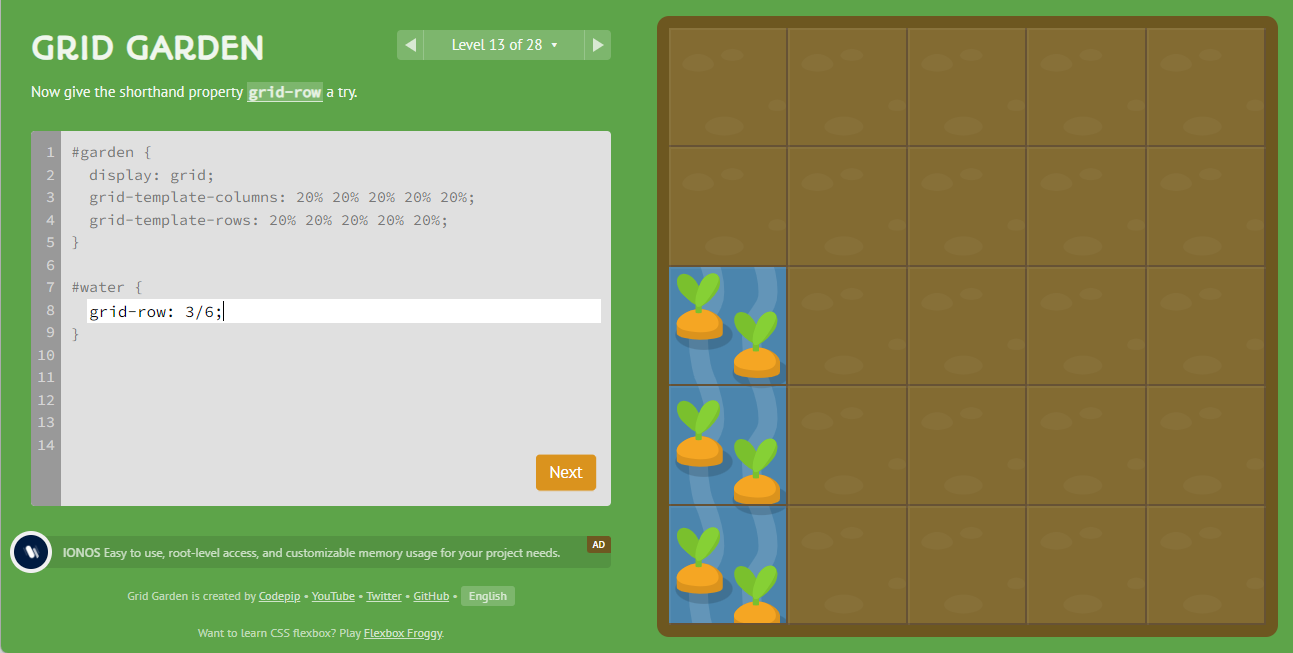 GRID GARDEN
Level 13 of 28
Now give the shorthand property grid-row a try.
1 #garden {
2 display: grid;
3 grid-template-columns: 20% 20% 20% 20% 20%;
4 grid-template-rows: 20% 20% 20% 20% 20%;
5 }
6
7 #water {
8 grid-row: 3/6;
9 }
10
11
12
13
14
Next
IONOS Easy to use, root-level access, and customizable memory usage for your project needs.
AD
Grid Garden is created by Codepip • YouTube • Twitter • GitHub • English
Want to learn CSS flexbox? Play Flexbox Froggy.